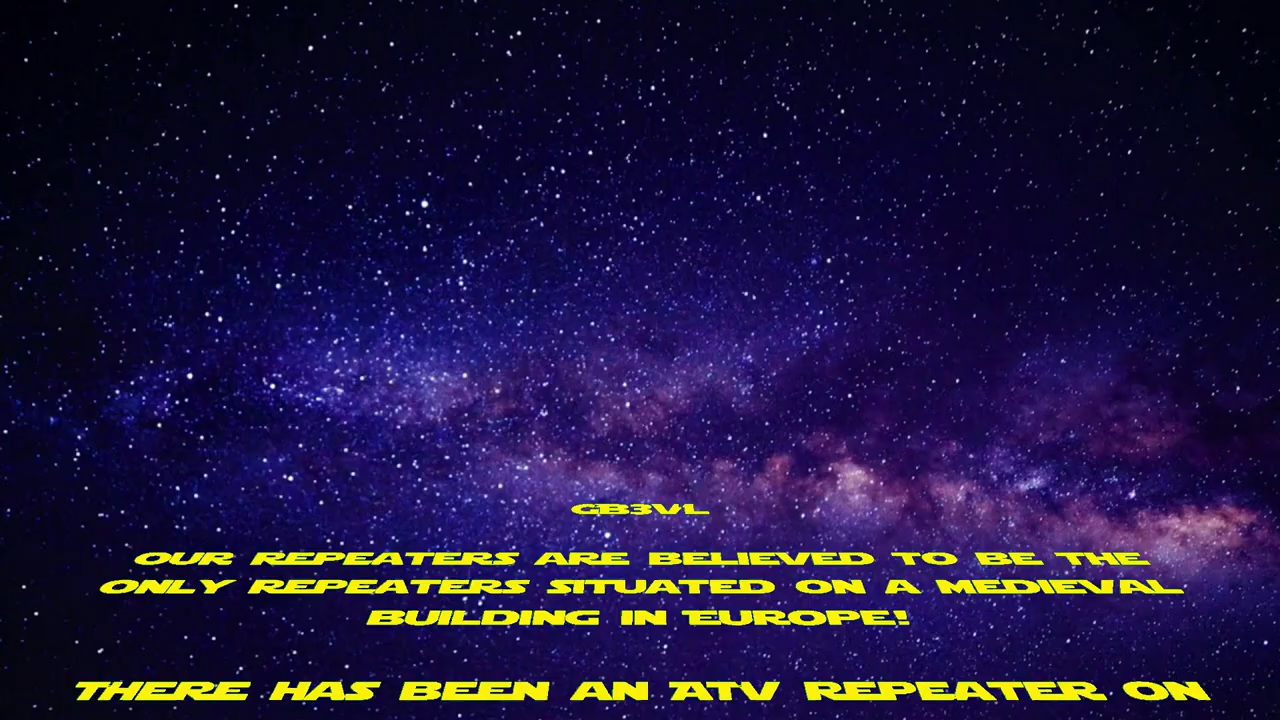 GB3VL
OUR REPEATERS ARE BELIEVED TO BE THE
ONLY REPEATERS SITUATED ON A MEDIEVAL
BUILDING IN EUROPE!
THERE HAS BEEN AN ATV REPEATER ON